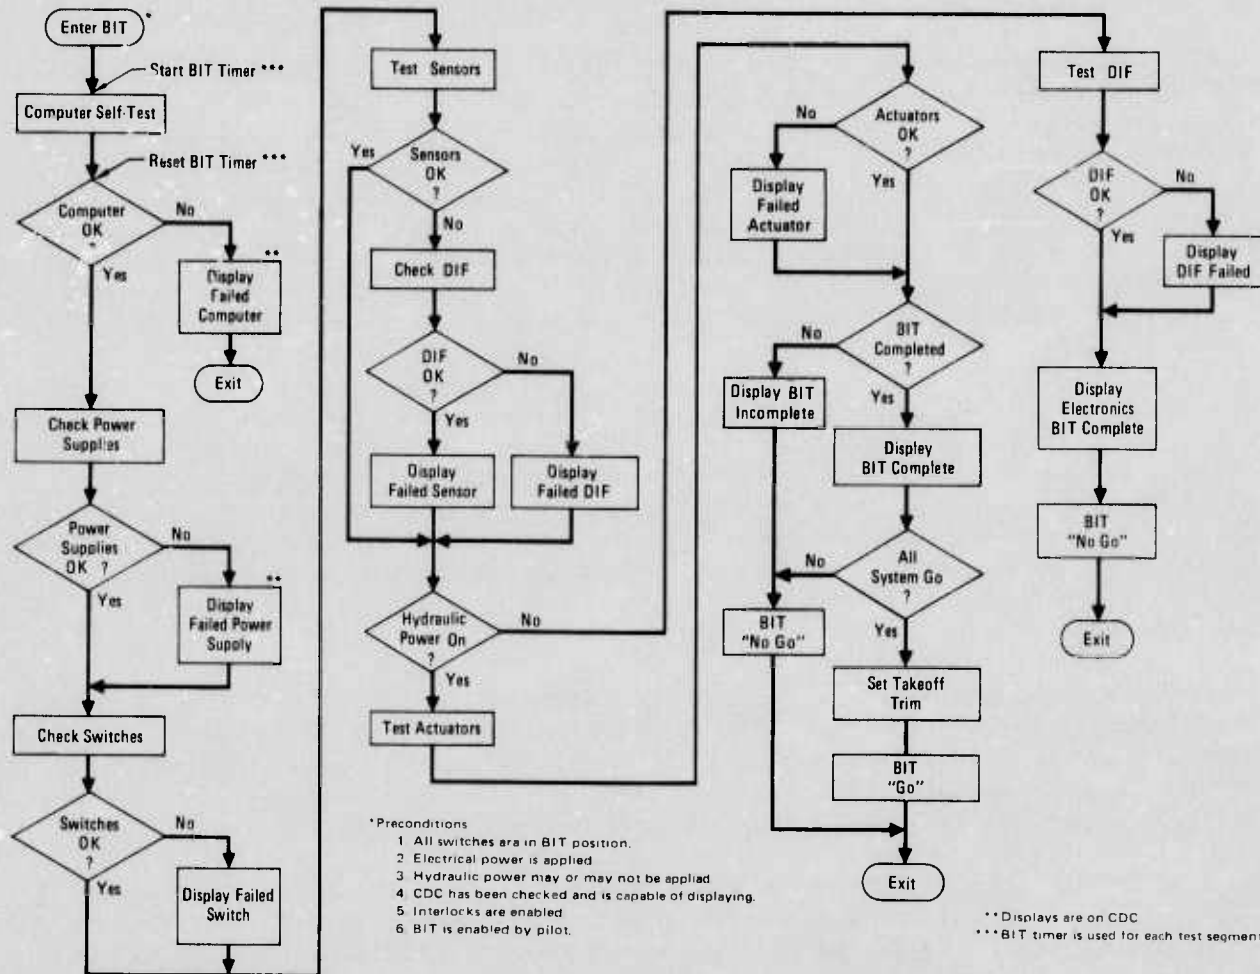 Enter BIT *
Start BIT Timer ***
Computer Self-Test
Reset BIT Timer ***
Computer
OK
No
Yes
**
Display
Failed
Computer
Exit
Check Power
Supplies
Power
Supplies
OK ?
No
Yes
**
Display
Failed Power
Supply
Check Switches
Switches
OK
?
No
Yes
Display Failed
Switch
Test Sensors
Yes
Sensors
OK
?
No
Check DIF
DIF
OK
?
No
Yes
Display
Failed Sensor
Display
Failed DIF
Hydraulic
Power On
?
No
Yes
Test Actuators
No
Actuators
OK
?
Yes
Display
Failed
Actuator
No
BIT
Completed
?
Yes
Display BIT
Incomplete
Display
BIT Complete
No
All
System Go
?
Yes
BIT
"No Go"
Set Takeoff
Trim
BIT
"Go"
Exit
Test DIF
DIF
OK
?
No
Yes
Display
DIF Failed
Display
Electronics
BIT Complete
BIT
"No Go"
Exit
*Preconditions
1 All switches are in BIT position.
2 Electrical power is applied
3 Hydraulic power may or may not be applied
4 CDC has been checked and is capable of displaying.
5 Interlocks are enabled
6 BIT is enabled by pilot.
**Displays are on CDC
***BIT timer is used for each test segment